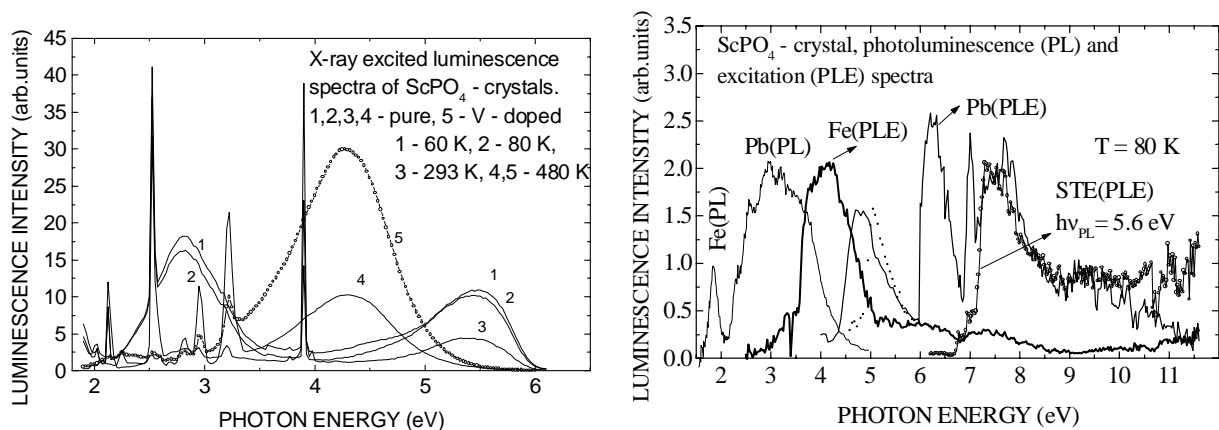 LUMINESCENCE INTENSITY (arb.units)
45
40
35
30
25
20
15
10
5
0
X-ray excited luminescence
spectra of ScPO4 - crystals.
1,2,3,4 - pure, 5 - V - doped
1 - 60 K, 2 - 80 K,
3 - 293 K, 4,5 - 480 K
1
2
5
4
1
2
3
2
3
4
5
6
PHOTON ENERGY (eV)
LUMINESCENCE INTENSITY (arb.units)
3.5
3.0
2.5
2.0
1.5
1.0
0.5
0.0
ScPO4 - crystal, photoluminescence (PL) and
excitation (PLE) spectra
Pb(PLE)
Fe(PLE)
Pb(PL)
T = 80 K
Fe(PL)
STE(PLE)
hνPL = 5.6 eV
2
3
4
5
6
7
8
9
10
11
PHOTON ENERGY (eV)